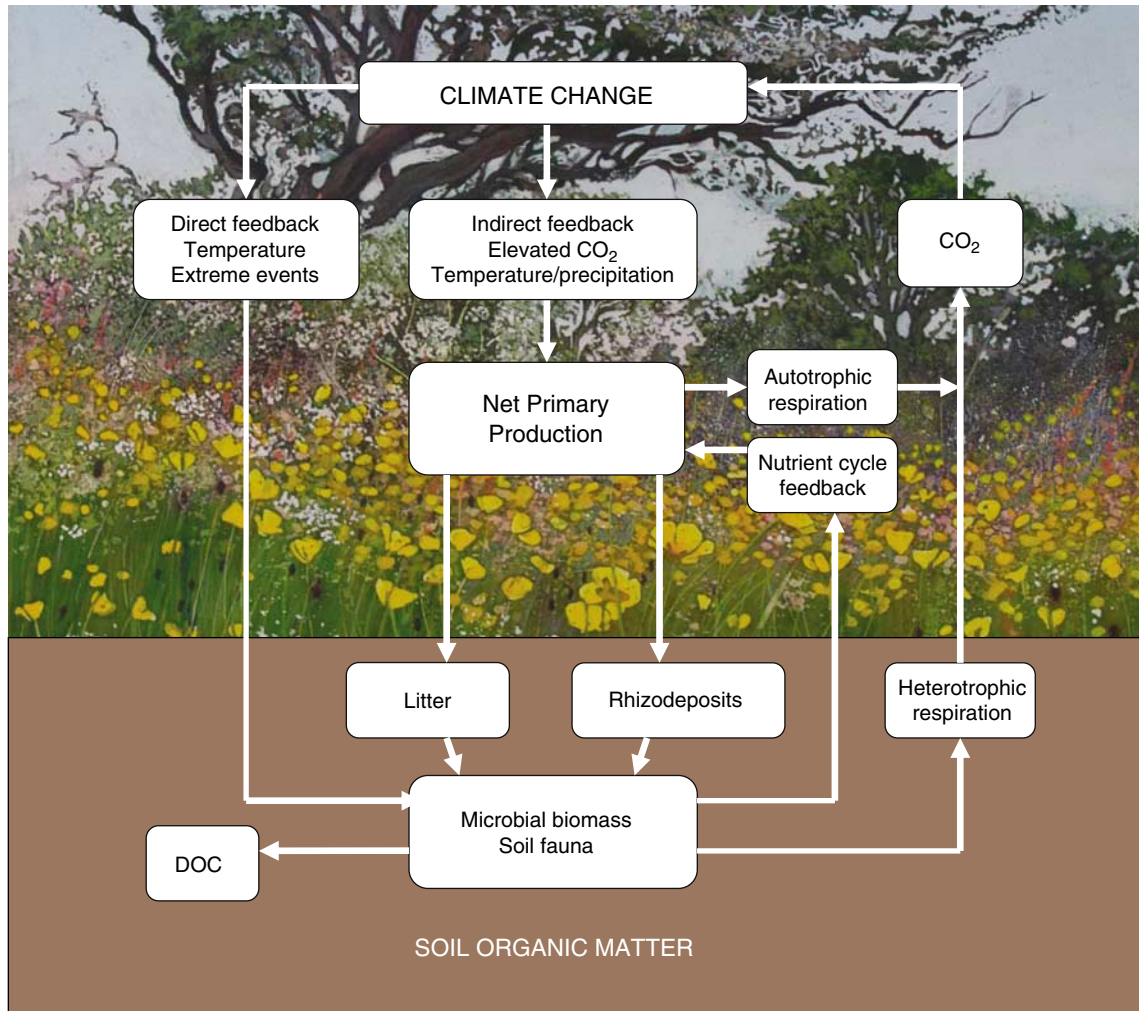 CLIMATE CHANGE
Direct feedback
Temperature
Extreme events
Indirect feedback
Elevated CO₂
Temperature/precipitation
CO₂
Net Primary
Production
Autotrophic
respiration
Nutrient cycle
feedback
Litter
Rhizodeposits
Heterotrophic
respiration
Microbial biomass
Soil fauna
DOC
SOIL ORGANIC MATTER